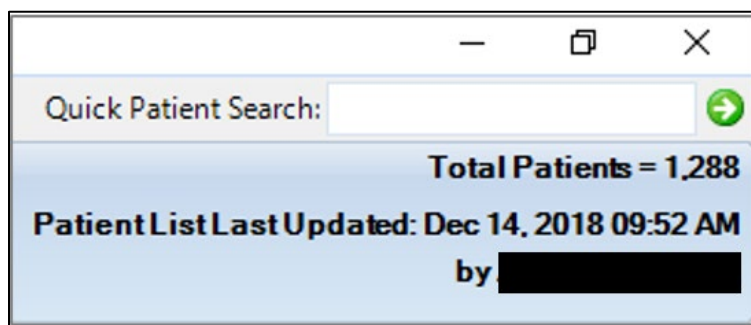 Quick Patient Search:
Total Patients = 1,288
Patient List Last Updated: Dec 14, 2018 09:52 AM
by